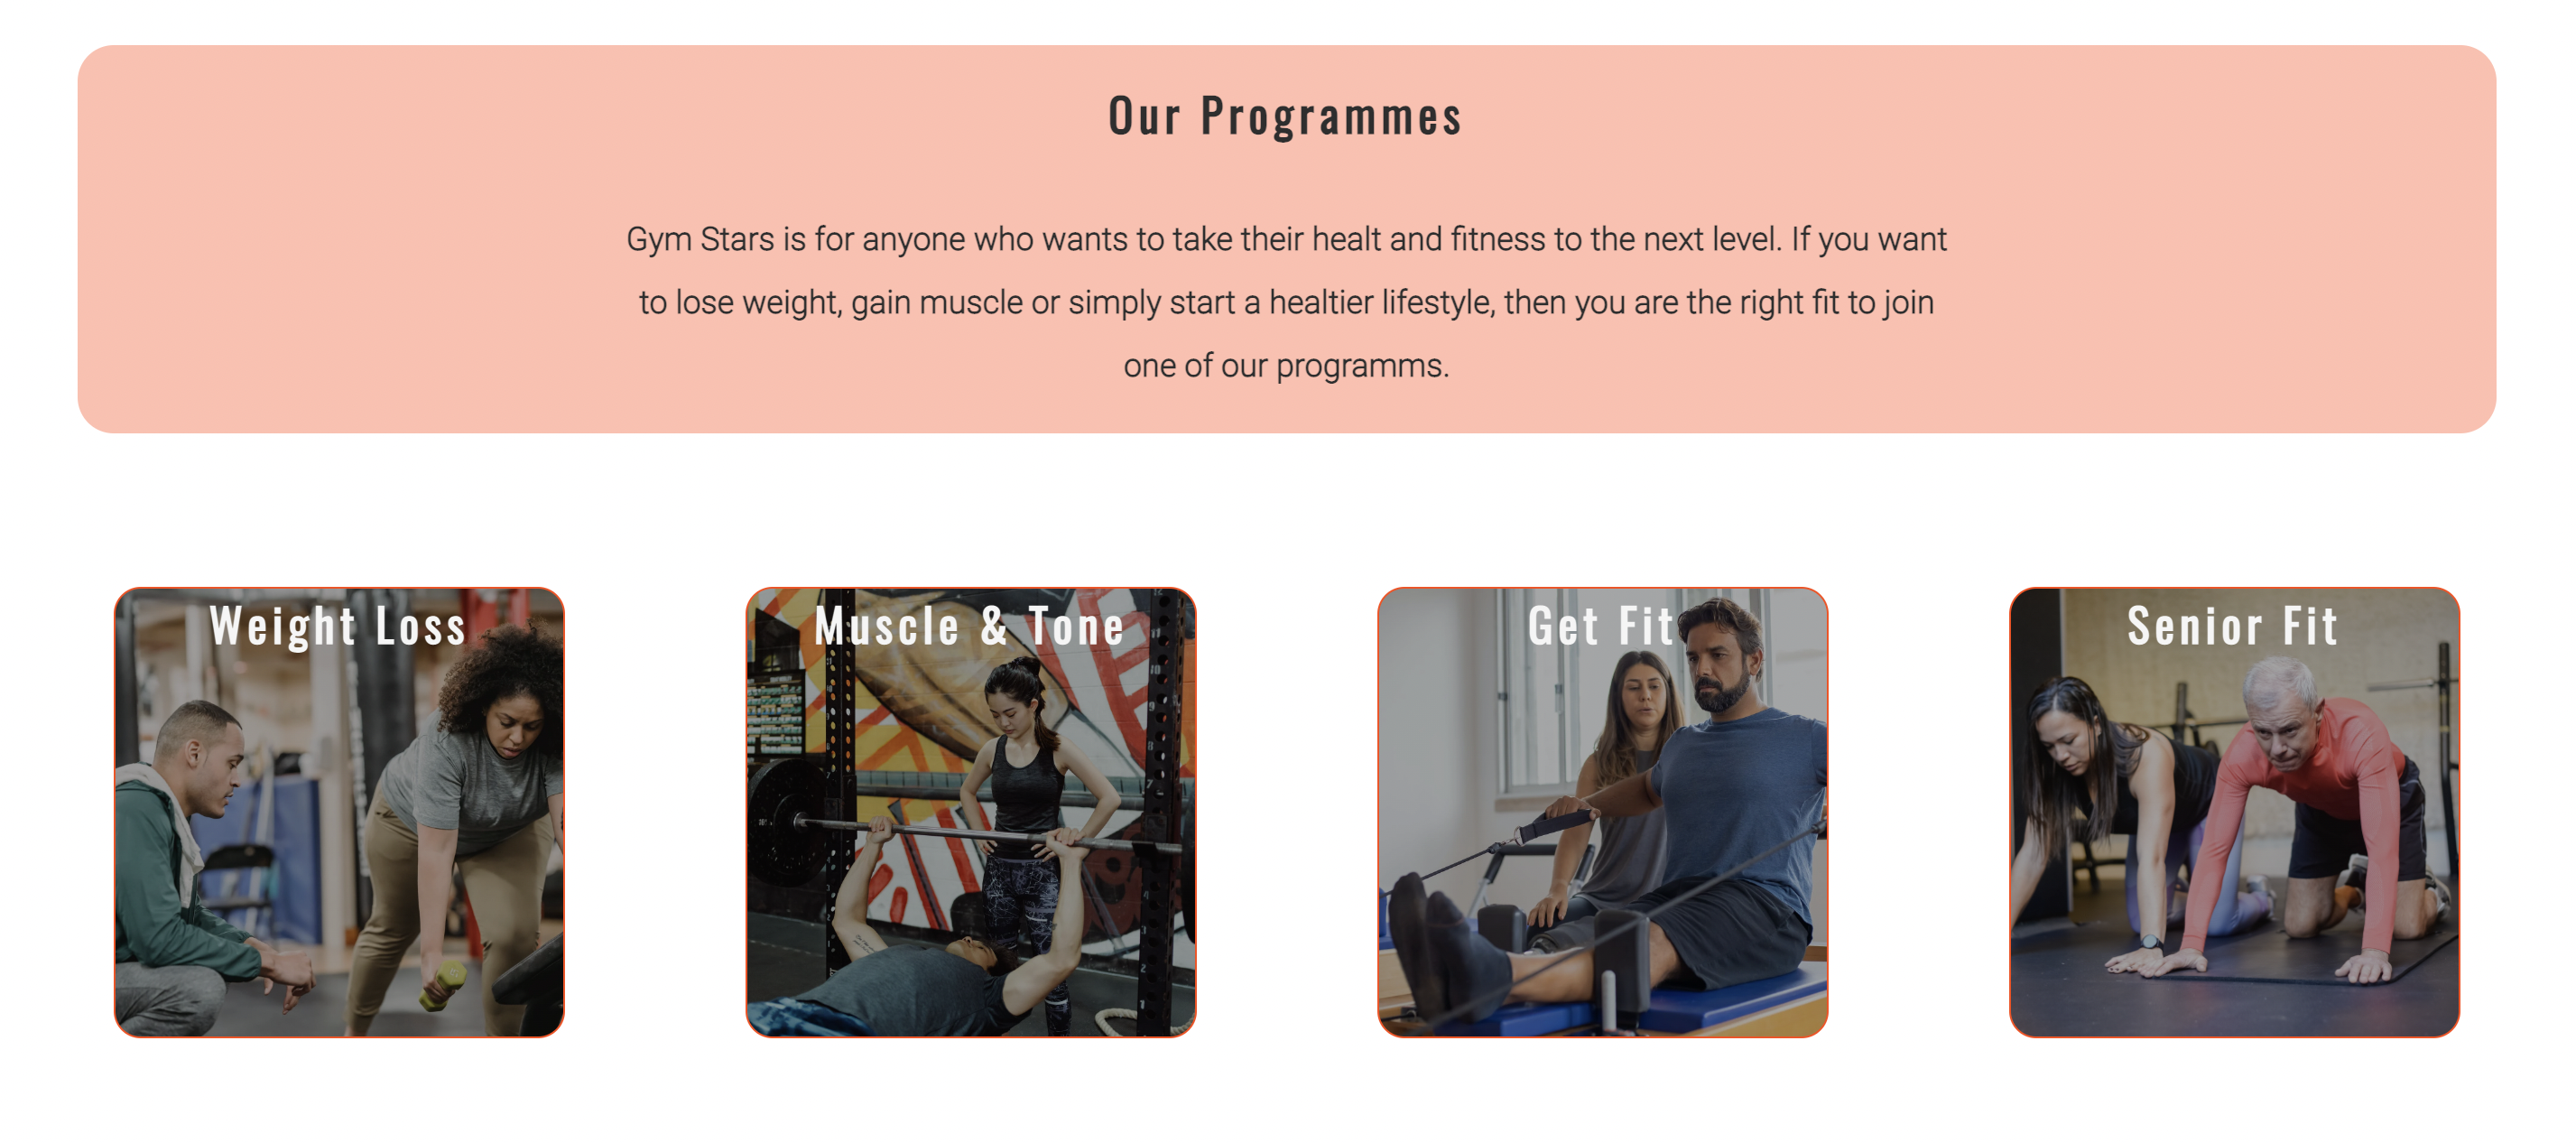 Our Programmes
Gym Stars is for anyone who wants to take their healt and fitness to the next level. If you want
to lose weight, gain muscle or simply start a healthier lifestyle, then you are the right fit to join
one of our programms.
Weight Loss
Muscle & Tone
Get Fit
Senior Fit